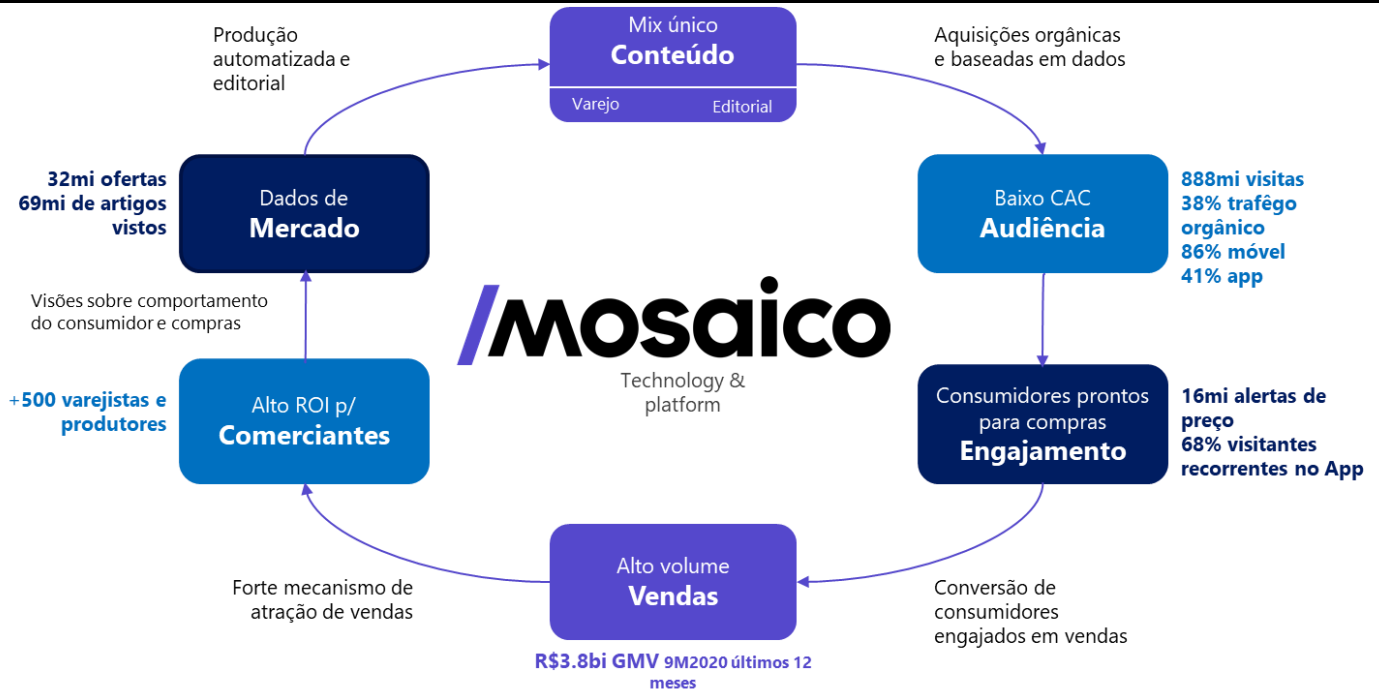 Produção
automatizada e
editorial
Mix único
Conteúdo
Varejo
Editorial
Aquisições orgânicas
e baseadas em dados
32mi ofertas
69mi de artigos
vistos
Dados de
Mercado
Baixo CAC
Audiência
888mi visitas
38% trafêgo
orgânico
86% móvel
41% app
Visões sobre comportamento
do consumidor e compras
/mosaico
Technology &
platform
+500 varejistas e
produtores
Alto ROI p/
Comerciantes
Consumidores prontos
para compras
Engajamento
16mi alertas de
preço
68% visitantes
recorrentes no App
Forte mecanismo de
atração de vendas
Alto volume
Vendas
Conversão de
consumidores
engajados em vendas
R$3.8bi GMV 9M2020 últimos 12
meses